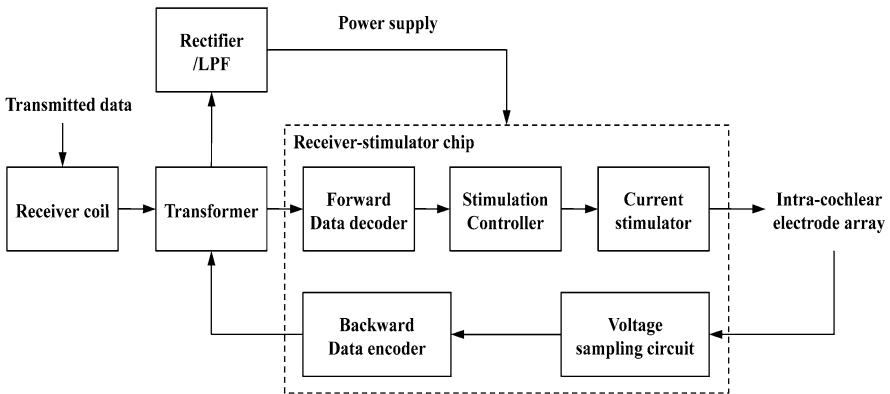 Power supply
Rectifier
/LPF
Transmitted data
Receiver-stimulator chip
Receiver coil
Transformer
Forward
Data decoder
Stimulation
Controller
Current
stimulator
Intra-cochlear
electrode array
Backward
Data encoder
Voltage
sampling circuit